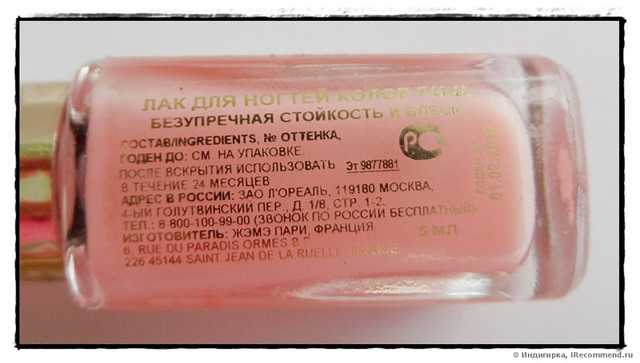 ЛАК ДЛЯ НОГТЕЙ КОЛОР
БЕЗУПРЕЧНАЯ СТОЙКОСТЬ И БЛЕСК
СОСТАВ/INGREDIENTS, № ОТТЕНКА,
ГОДЕН ДО: СМ. НА УПАКОВКЕ.
ПОСЛЕ ВСКРЫТИЯ ИСПОЛЬЗОВАТЬ Эт 9877881
В ТЕЧЕНИЕ 24 МЕСЯЦЕВ
АДРЕС В РОССИИ: ЗАО Л'ОРЕАЛЬ, 119180 МОСКВА,
4-ЫЙ ГОЛУТВИНСКИЙ ПЕР., Д. 1/8, СТР. 1-2.
ТЕЛ.: 8 800-100-99-00 (ЗВОНОК ПО РОССИИ БЕСПЛАТНЫЙ)
ИЗГОТОВИТЕЛЬ: ЖЭМЭ ПАРИ, ФРАНЦИЯ 5 МЛ
6, RUE DU PARADIS ORMES B.P.
226 45144 SAINT JEAN DE LA RUELLE
© Индигирка, IRecommend.ru